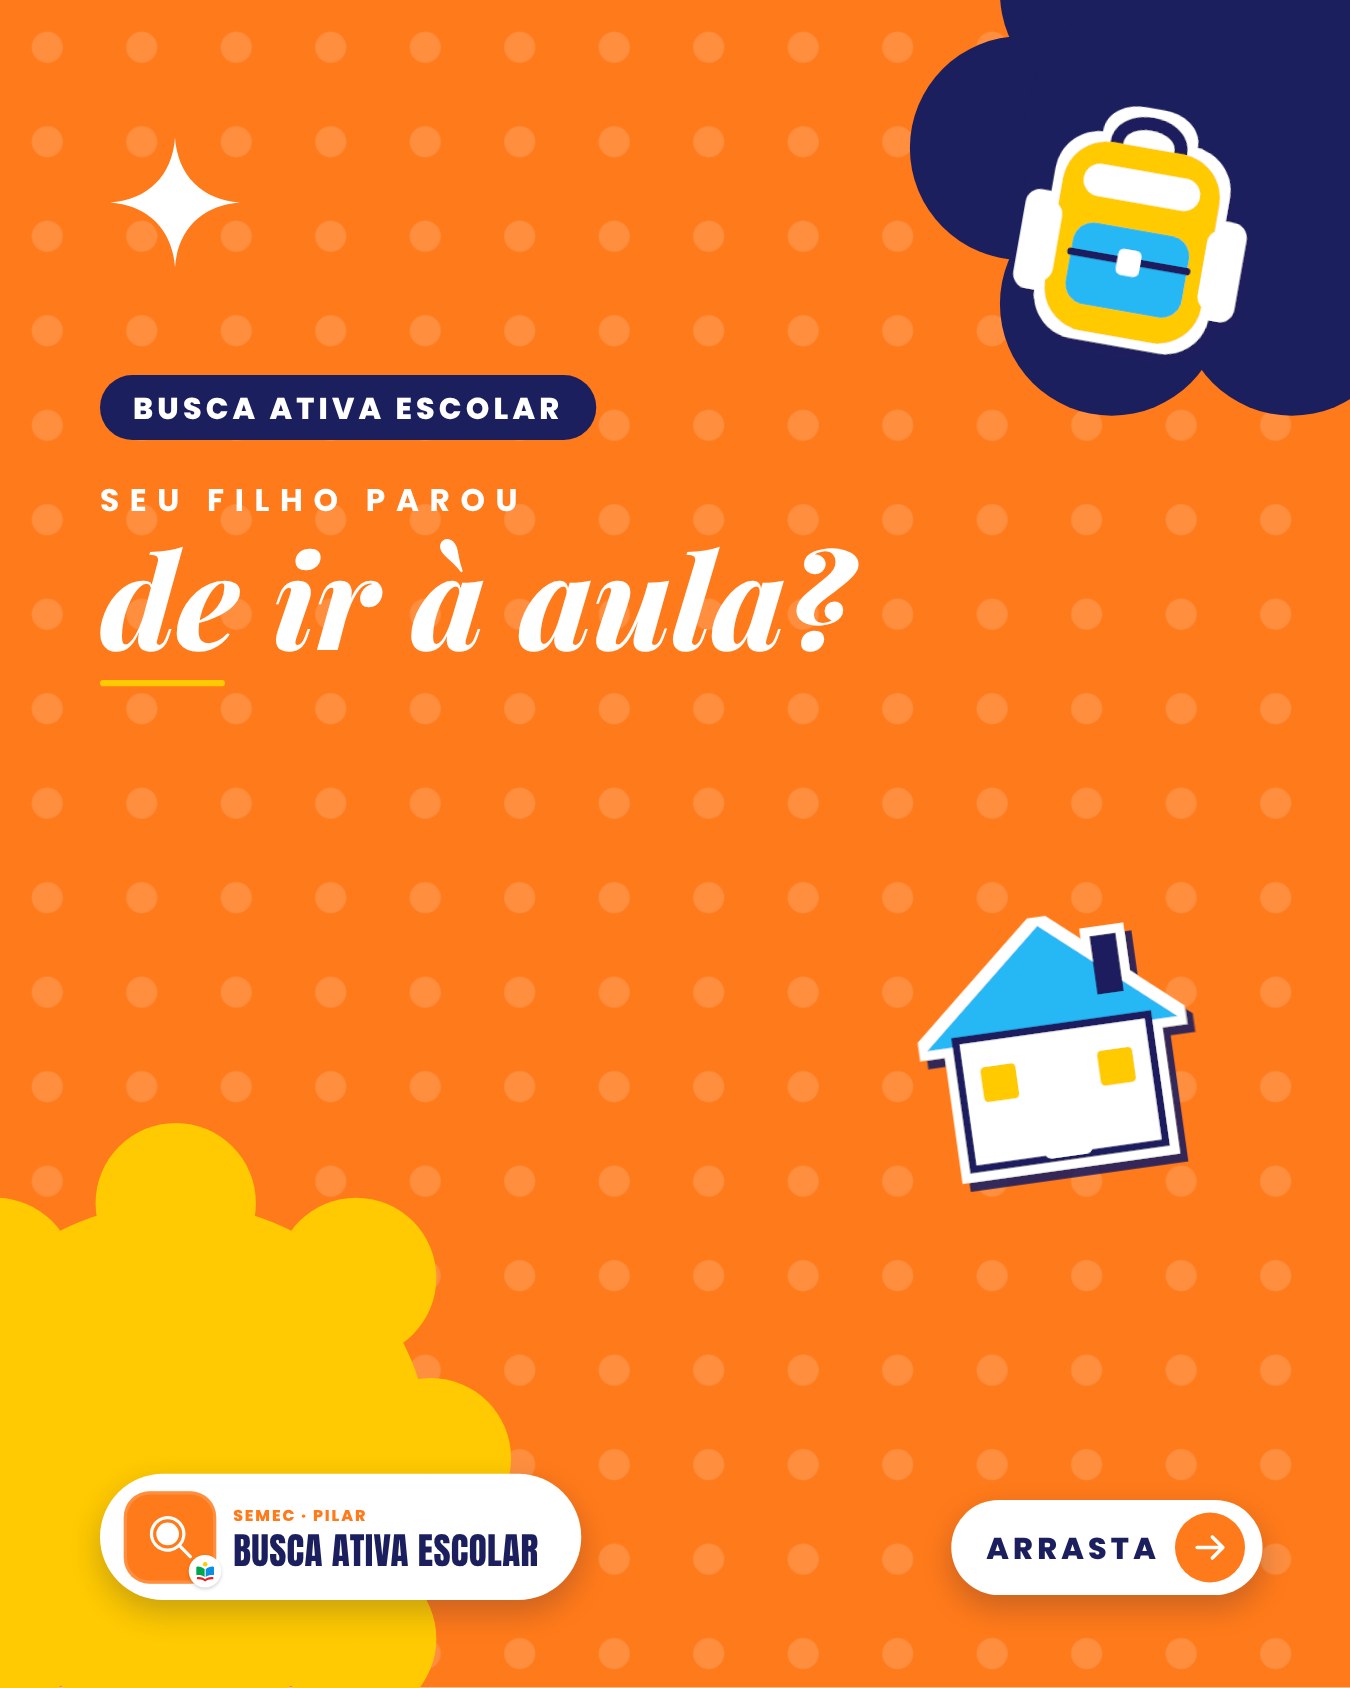 BUSCA ATIVA ESCOLAR
SEU FILHO PAROU
de ir à aula?
SEMEC · PILAR
BUSCA ATIVA ESCOLAR
ARRASTA